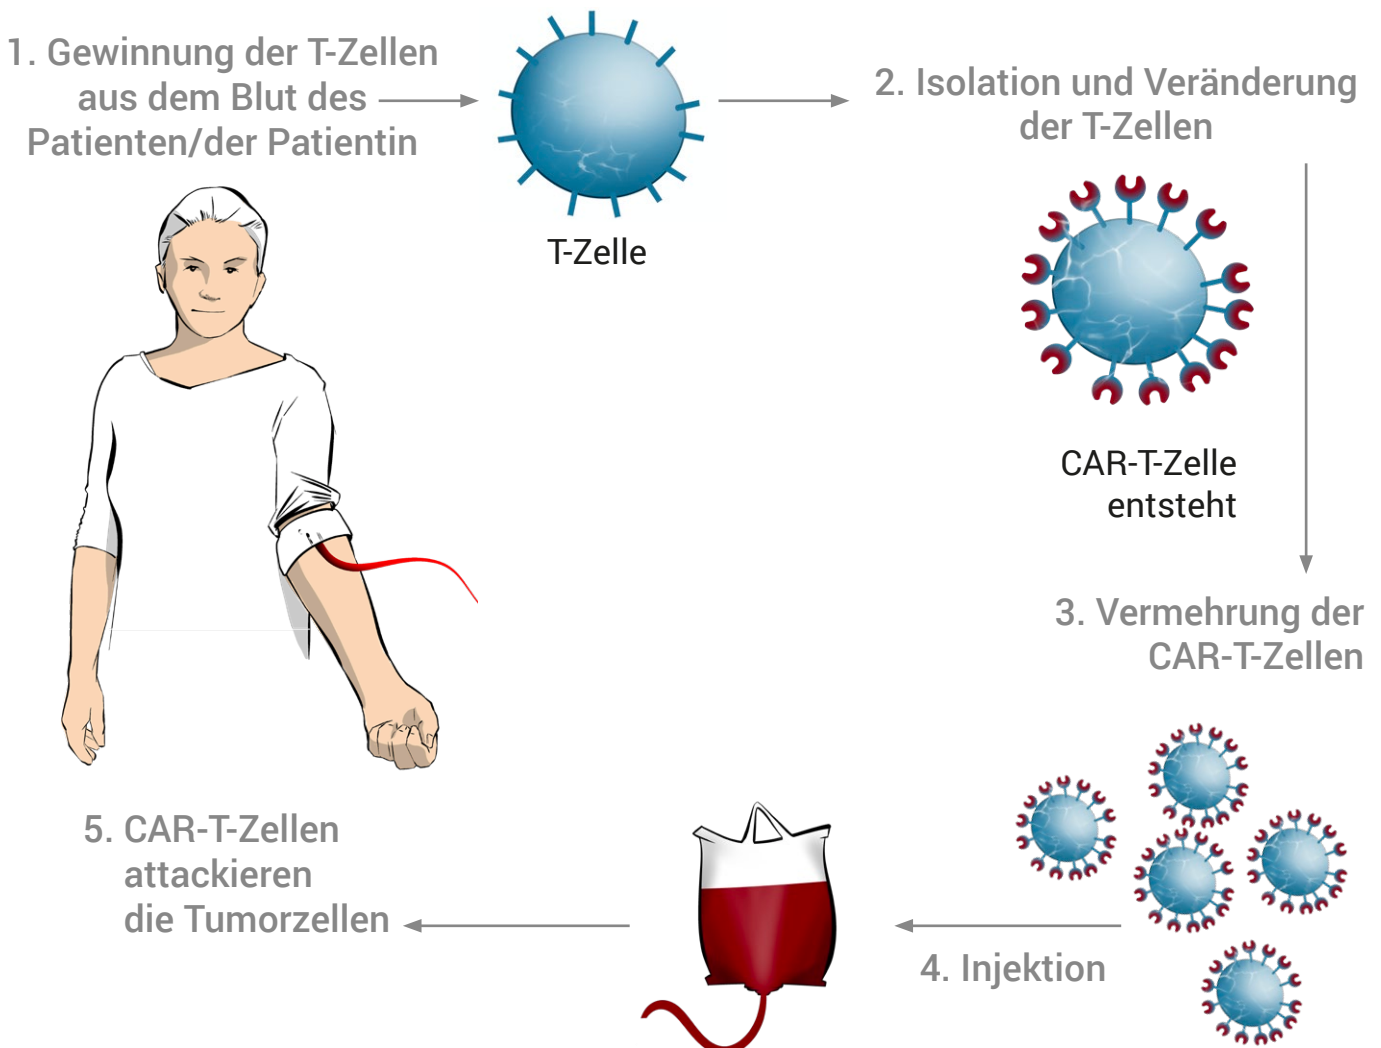 1. Gewinnung der T-Zellen
aus dem Blut des
Patienten/der Patientin
T-Zelle
2. Isolation und Veränderung
der T-Zellen
CAR-T-Zelle
entsteht
3. Vermehrung der
CAR-T-Zellen
4. Injektion
5. CAR-T-Zellen
attackieren
die Tumorzellen